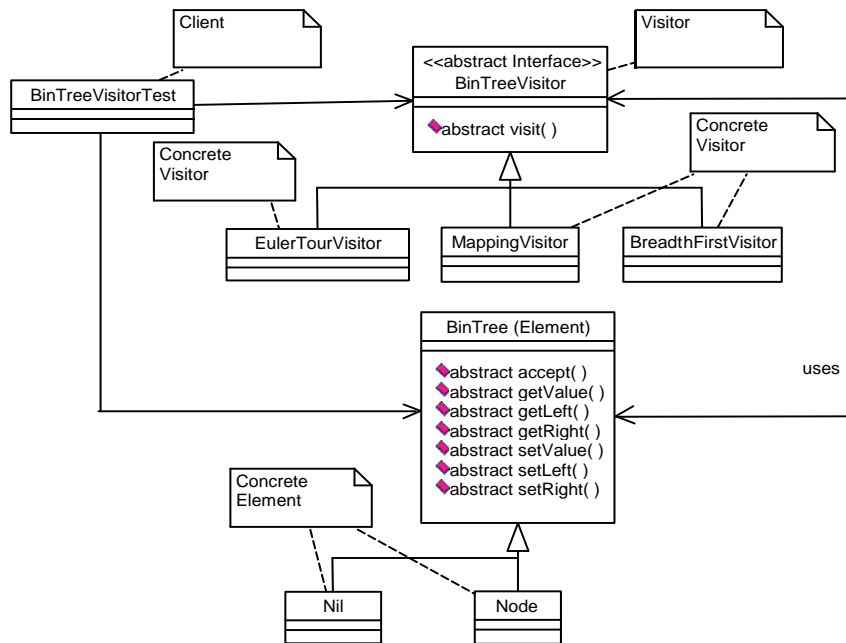 Client
Visitor
<<abstract Interface>>
BinTreeVisitor
BinTreeVisitorTest
abstract visit( )
Concrete
Visitor
Concrete
Visitor
EulerTourVisitor
MappingVisitor
BreadthFirstVisitor
BinTree (Element)
abstract accept( )
abstract getValue( )
abstract getLeft( )
abstract getRight( )
abstract setValue( )
abstract setLeft( )
abstract setRight( )
uses
Concrete
Element
Nil
Node